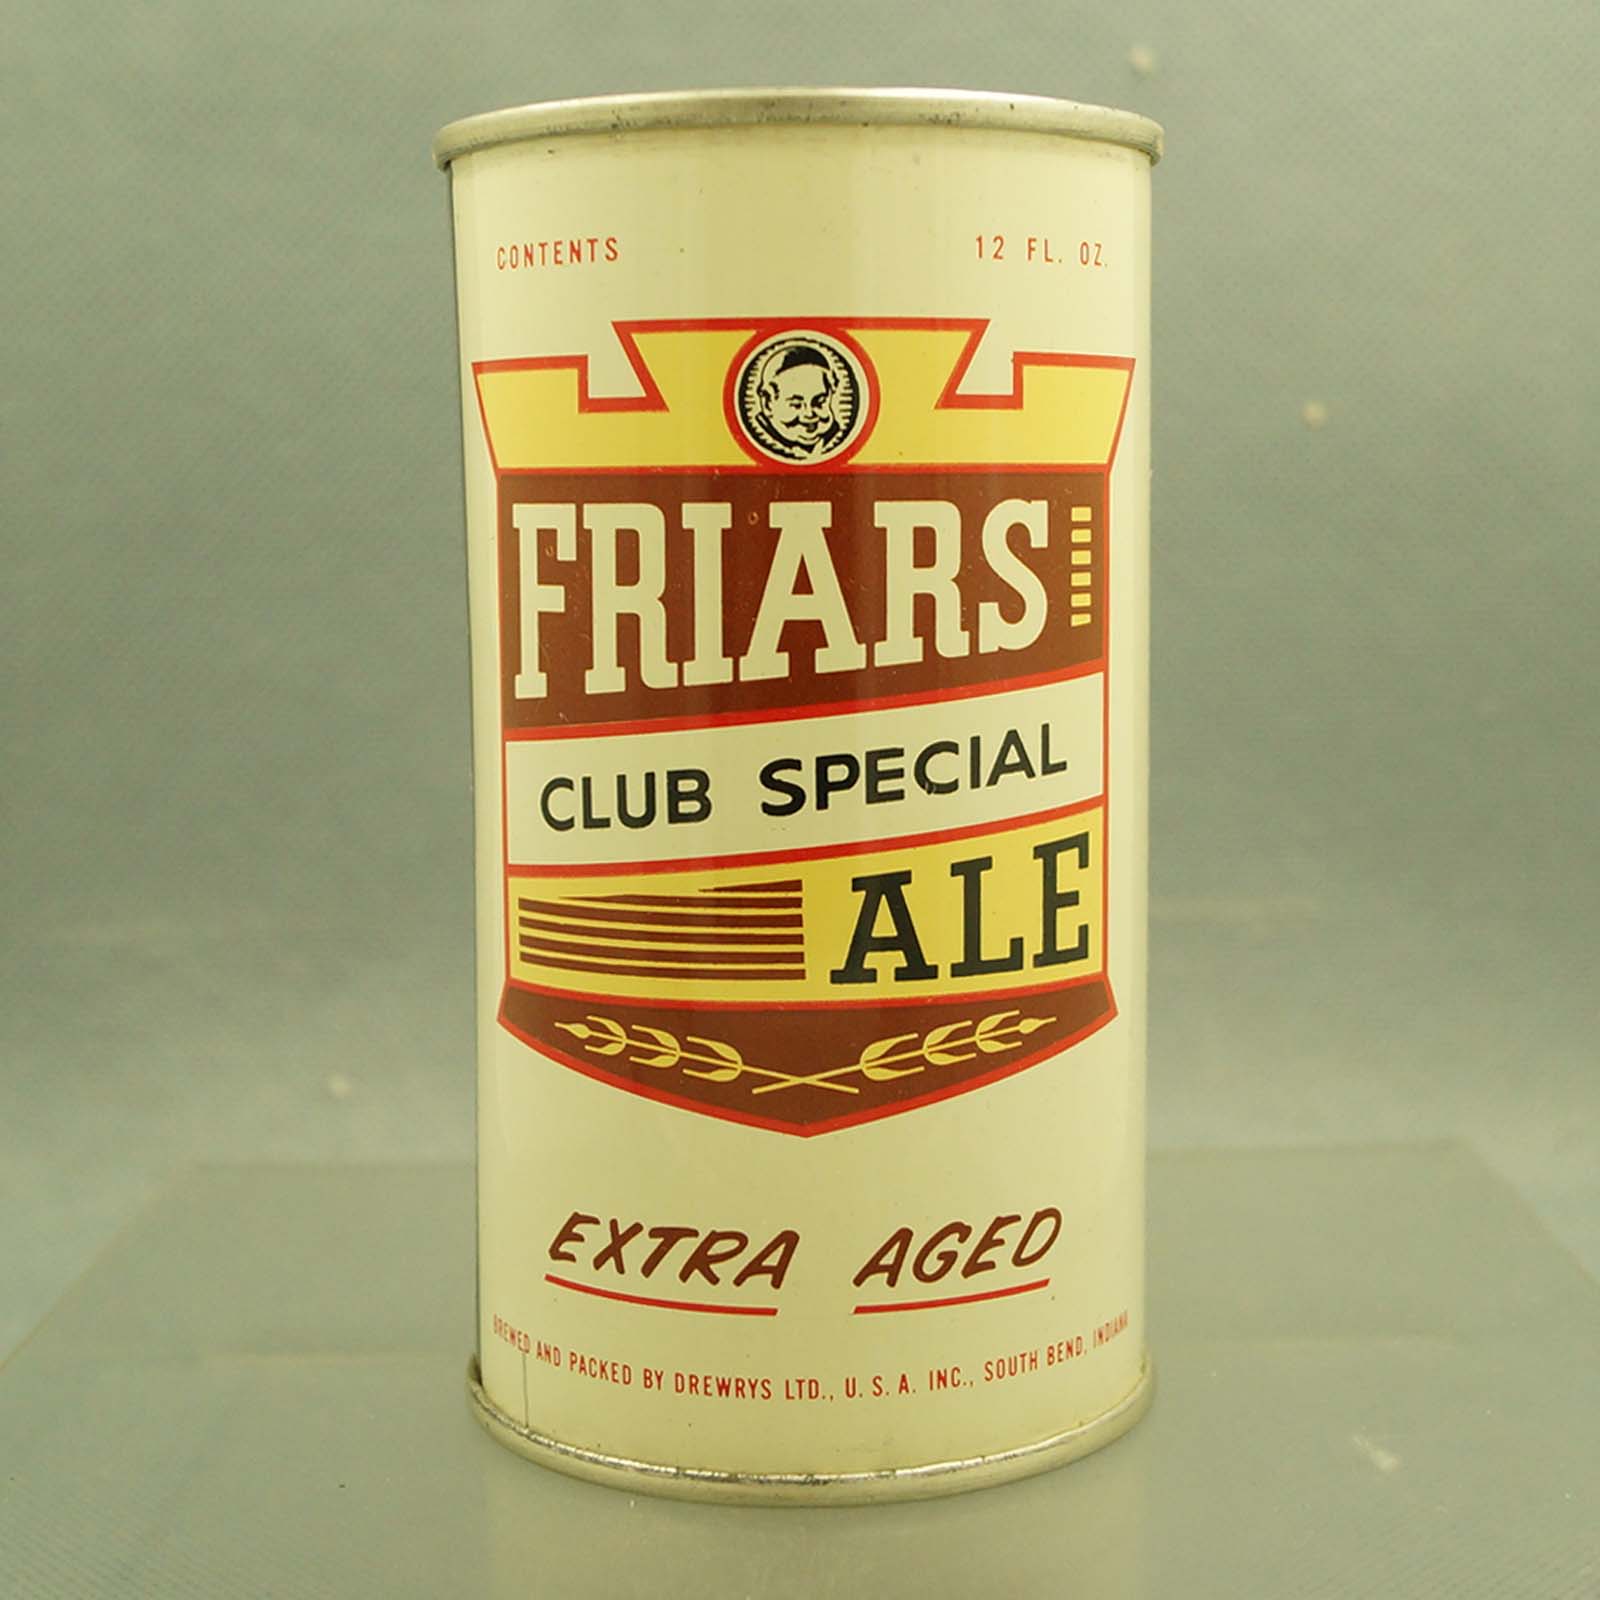 CONTENTS 12 FL. OZ.
FRIARS
CLUB SPECIAL
ALE
EXTRA AGED
BREWED AND PACKED BY DREWRYS LTD., U. S. A. INC., SOUTH BEND, INDIANA